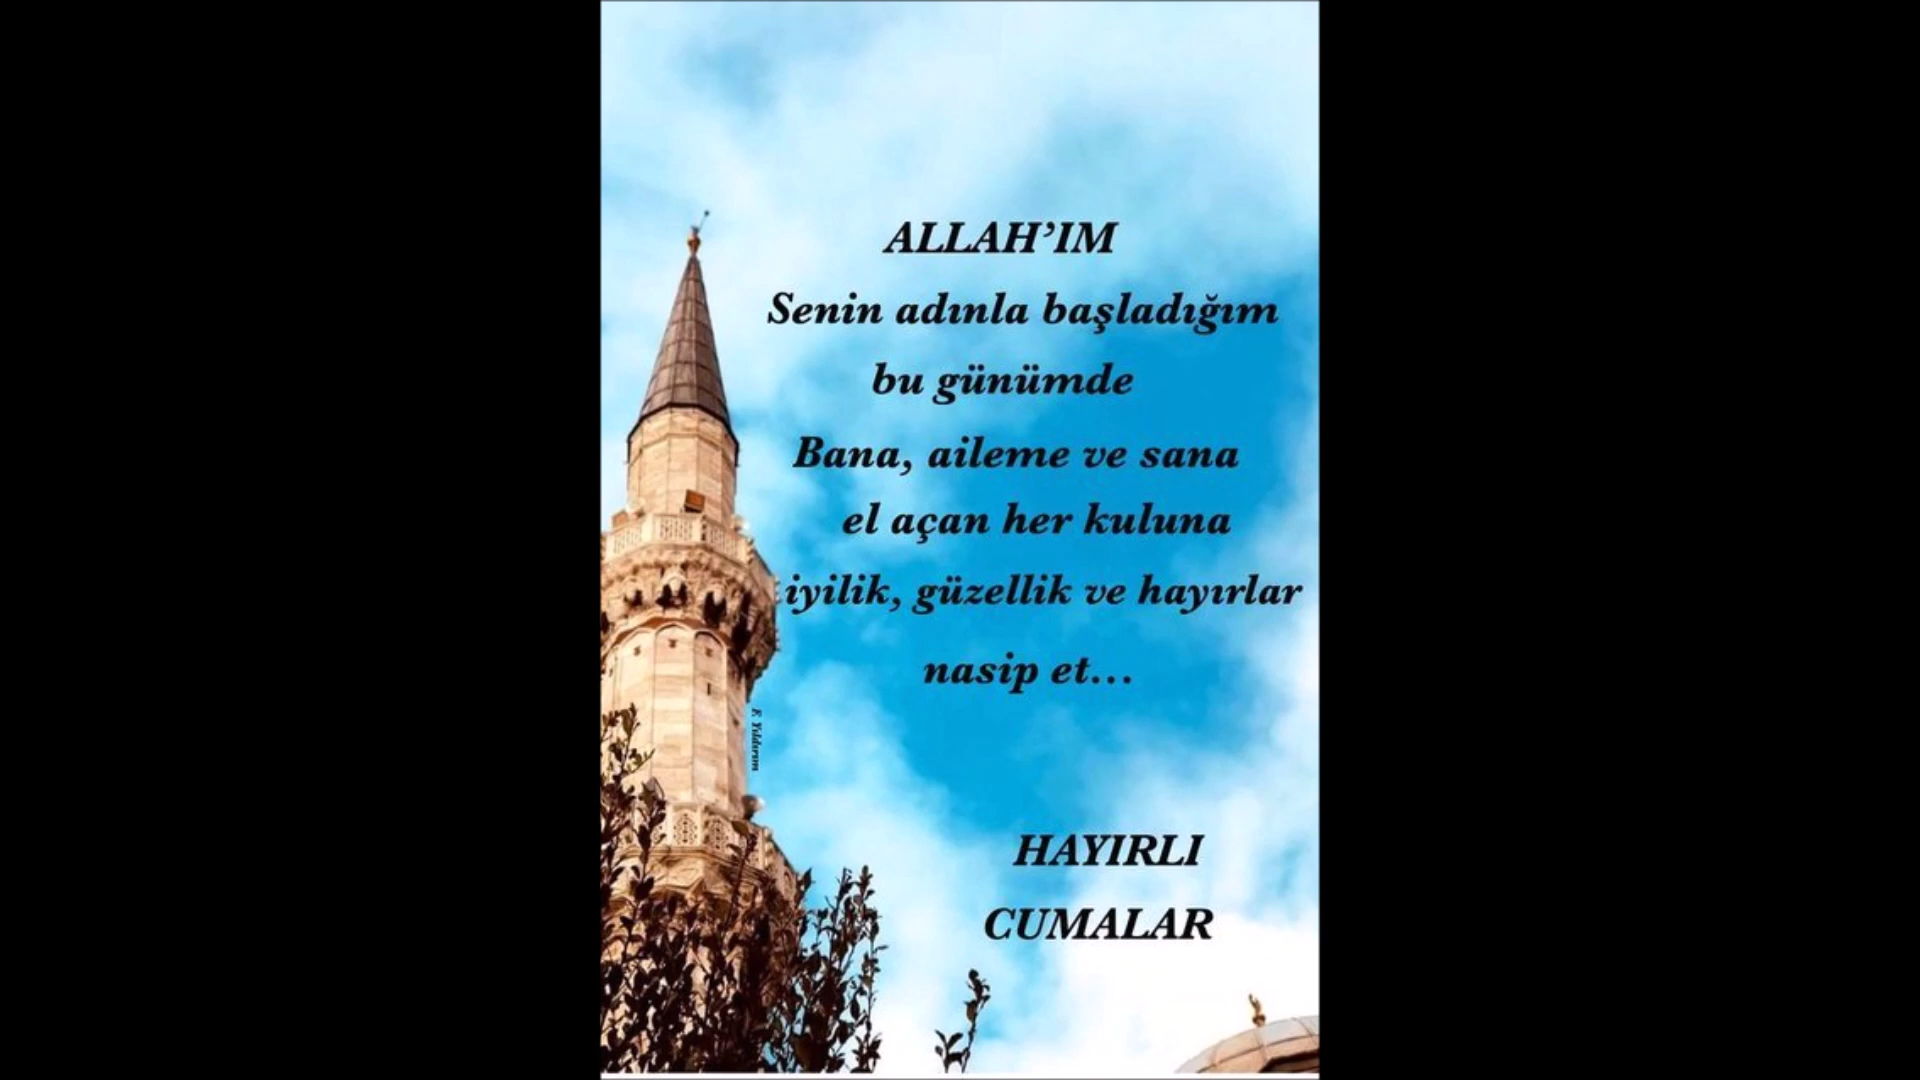 ALLAH’IM
Senin adınla başladığım
bu günümde
Bana, aileme ve sana
el açan her kuluna
iyilik, güzellik ve hayırlar
nasip et...
F. Yıldırım
HAYIRLI
CUMALAR